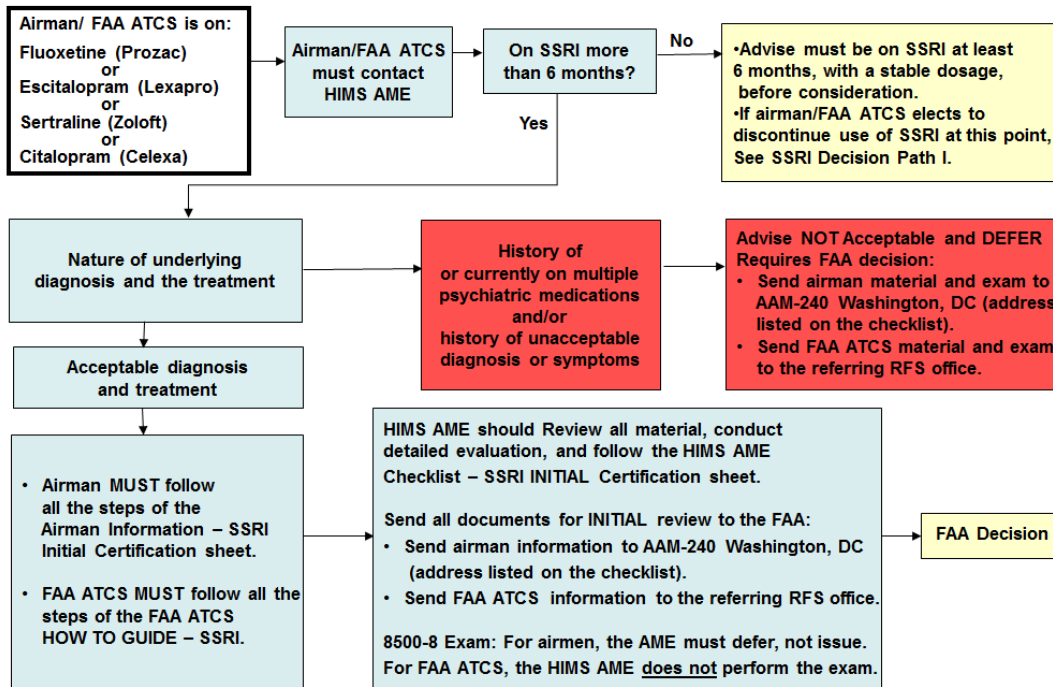 Airman/ FAA ATCS is on:
Fluoxetine (Prozac)
or
Escitalopram (Lexapro)
or
Sertraline (Zoloft)
or
Citalopram (Celexa)
Airman/FAA ATCS
must contact
HIMS AME
On SSRI more
than 6 months?
No
Yes
•Advise must be on SSRI at least
6 months, with a stable dosage,
before consideration.
•If airman/FAA ATCS elects to
discontinue use of SSRI at this point,
See SSRI Decision Path I.
Nature of underlying
diagnosis and the treatment
History of
or currently on multiple
psychiatric medications
and/or
history of unacceptable
diagnosis or symptoms
Advise NOT Acceptable and DEFER
Requires FAA decision:
• Send airman material and exam to
AAM-240 Washington, DC (address
listed on the checklist).
• Send FAA ATCS material and exam
to the referring RFS office.
Acceptable diagnosis
and treatment
• Airman MUST follow
all the steps of the
Airman Information – SSRI
Initial Certification sheet.
• FAA ATCS MUST follow all the
steps of the FAA ATCS
HOW TO GUIDE – SSRI.
HIMS AME should Review all material, conduct
detailed evaluation, and follow the HIMS AME
Checklist – SSRI INITIAL Certification sheet.
Send all documents for INITIAL review to the FAA:
• Send airman information to AAM-240 Washington, DC
(address listed on the checklist).
• Send FAA ATCS information to the referring RFS office.
8500-8 Exam: For airmen, the AME must defer, not issue.
For FAA ATCS, the HIMS AME does not perform the exam.
FAA Decision